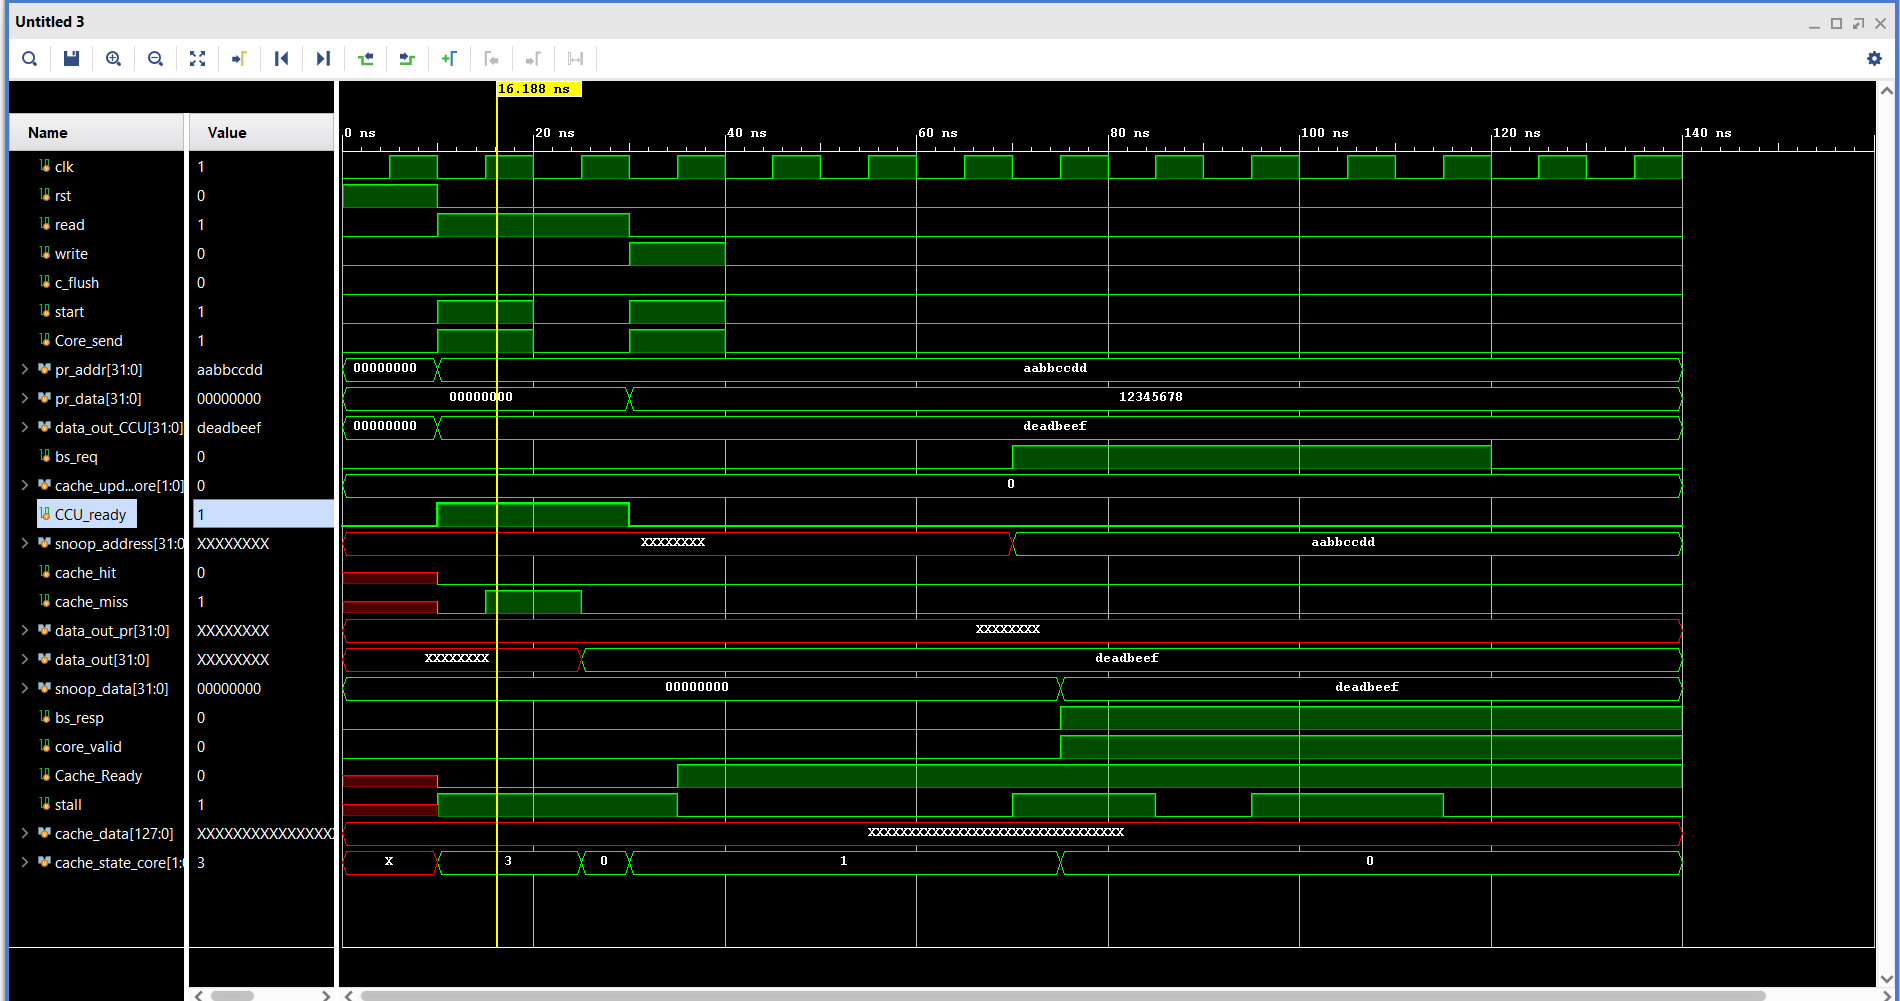 Untitled 3
16.188 ns
Name Value
0 ns 20 ns 40 ns 60 ns 80 ns 100 ns 120 ns 140 ns
clk 1
rst 0
read 1
write 0
c_flush 0
start 1
Core_send 1
pr_addr[31:0] aabbccdd 00000000 aabbccdd
pr_data[31:0] 00000000 00000000 12345678
data_out_CCU[31:0] deadbeef 00000000 deadbeef
bs_req 0
cache_upd...ore[1:0] 0 0
CCU_ready 1
snoop_address[31:0 XXXXXXXX XXXXXXXX aabbccdd
cache_hit 0
cache_miss 1
data_out_pr[31:0] XXXXXXXX XXXXXXXX
data_out[31:0] XXXXXXXX XXXXXXXX deadbeef
snoop_data[31:0] 00000000 00000000 deadbeef
bs_resp 0
core_valid 0
Cache_Ready 0
stall 1
cache_data[127:0] XXXXXXXXXXXXXXX XXXXXXXXXXXXXXXXXXXXXXXXXXXXXXXX
cache_state_core[1:0 3 X 3 0 1 0